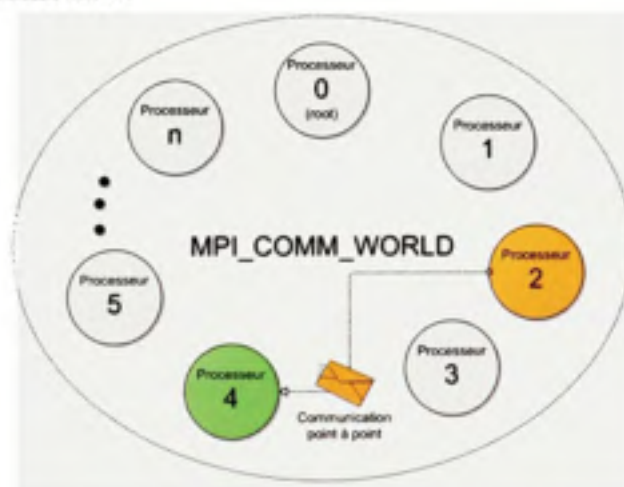 Processeur
0
(root)
Processeur
n
Processeur
1
MPI_COMM_WORLD
Processeur
2
Processeur
5
Processeur
3
Processeur
4
Communication
point à point